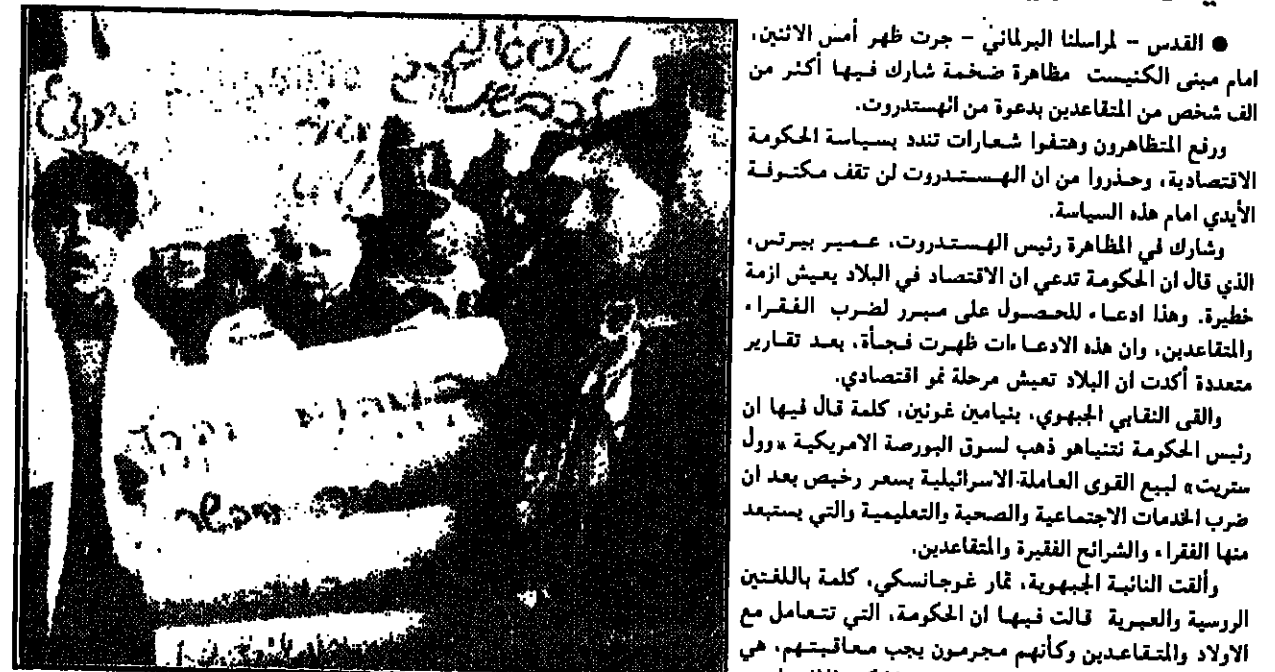 ● القدس - لمراسلنا البرلماني - جرت ظهر أمس الاثنين،
امام مبنى الكنيست مظاهرة ضخمة شارك فيها أكثر من
الف شخص من المتقاعدين بدعوة من الهستدروت.
ورفع المتظاهرون وهتفوا شعارات تندد بسياسة الحكومة
الاقتصادية، وحذروا من ان الهستدروت لن تقف مكتوفة
الأيدي امام هذه السياسة.
وشارك في المظاهرة رئيس الهستدروت، عمير بيرتس،
الذي قال ان الحكومة تدعي ان الاقتصاد في البلاد يعيش ازمة
خطيرة. وهذا ادعاء للحصول على مبرر لضرب الفقراء
والمتقاعدين، وان هذه الادعاءات ظهرت فجأة، بعد تقارير
متعددة أكدت ان البلاد تعيش مرحلة نمو اقتصادي.
والقى النقابي الجبهوي، بنيامين غونين، كلمة قال فيها ان
رئيس الحكومة نتنياهو ذهب لسوق البورصة الامريكية «وول
ستريت» ليبيع القوى العاملة الاسرائيلية بسعر رخيص بعد ان
ضرب الخدمات الاجتماعية والصحية والتعليمية والتي يستبعد
منها الفقراء والشرائح الفقيرة والمتقاعدين.
وألقت النائبة الجبهوية، تمار غوجانسكي، كلمة باللغتين
الروسية والعبرية قالت فيها ان الحكومة، التي تتعامل مع
الاولاد والمتقاعدين وكأنهم مجرمون يجب معاقبتهم، هي